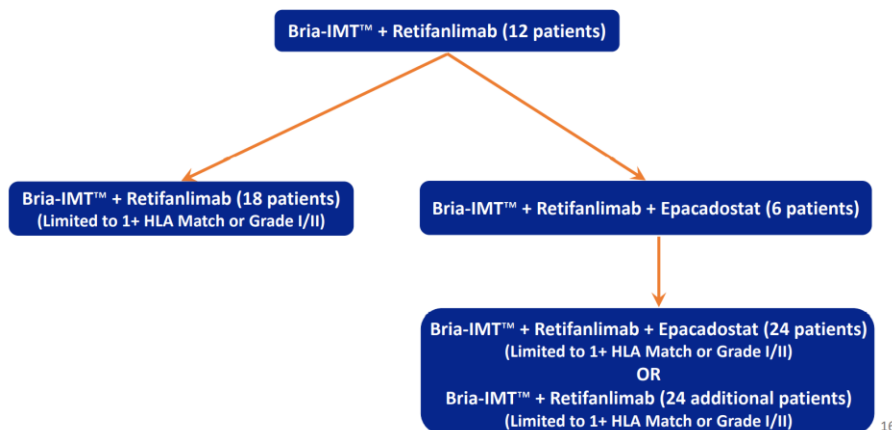 Bria-IMT™ + Retifanlimab (12 patients)
Bria-IMT™ + Retifanlimab (18 patients)
(Limited to 1+ HLA Match or Grade I/II)
Bria-IMT™ + Retifanlimab + Epacadostat (6 patients)
Bria-IMT™ + Retifanlimab + Epacadostat (24 patients)
(Limited to 1+ HLA Match or Grade I/II)
OR
Bria-IMT™ + Retifanlimab (24 additional patients)
(Limited to 1+ HLA Match or Grade I/II)
16